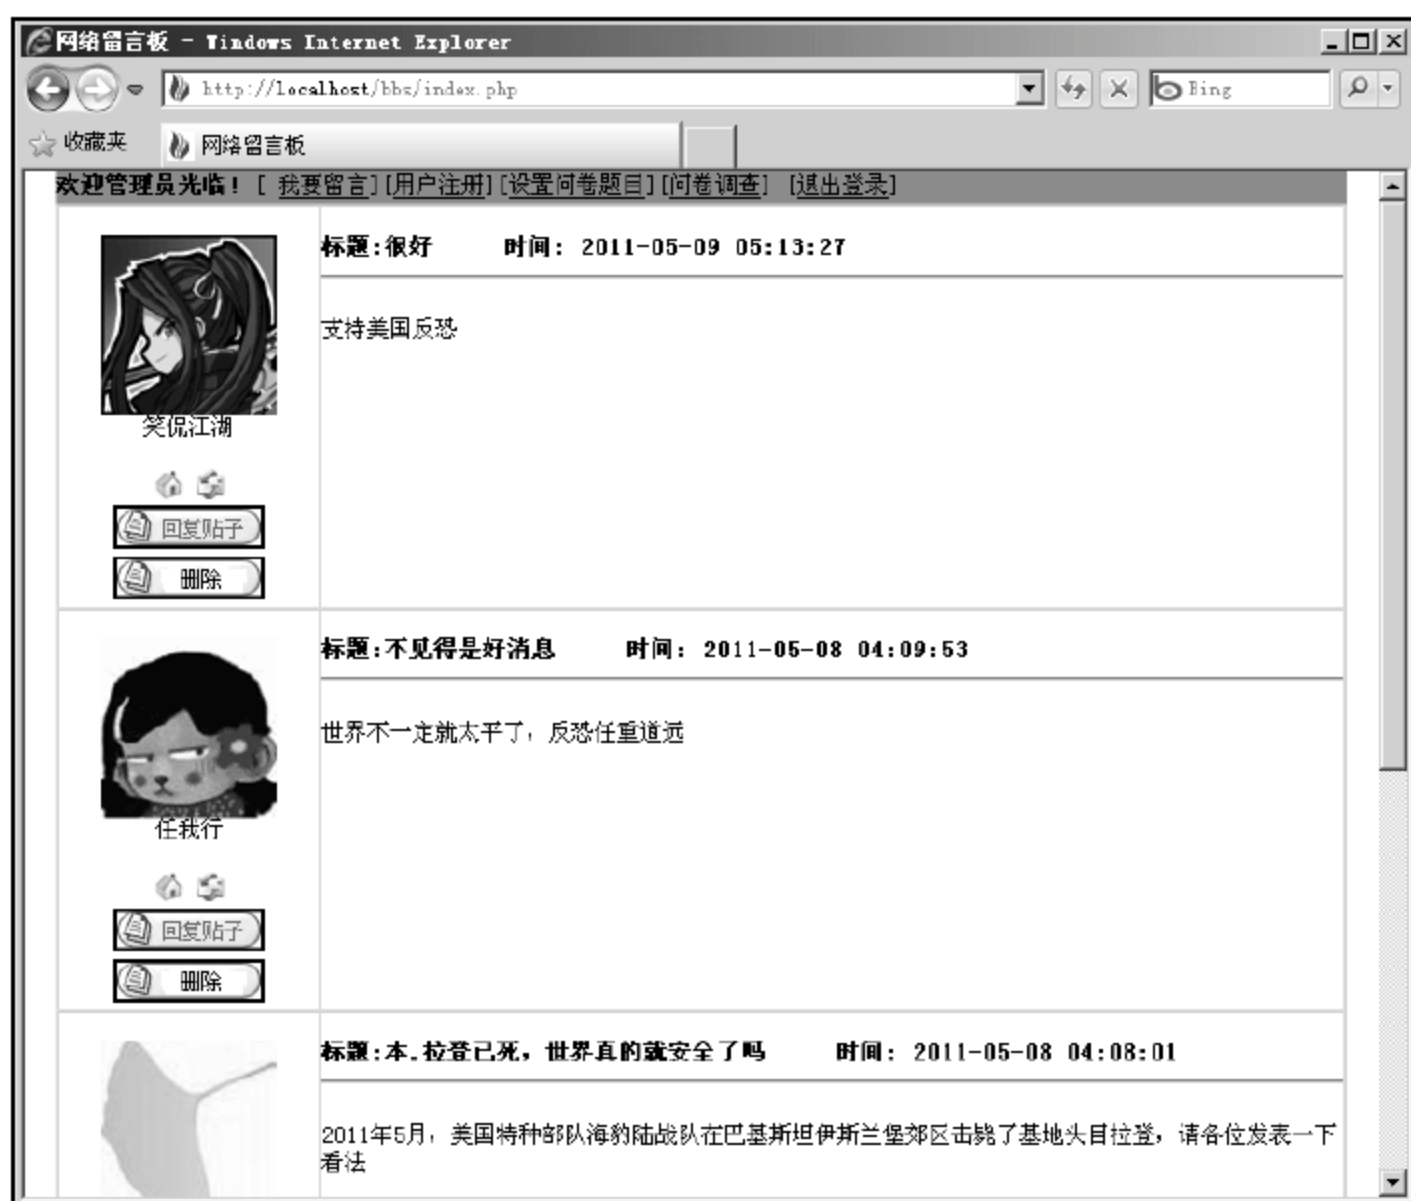 网络留言板 - Windows Internet Explorer
http://localhost/bbs/index.php
Bing
收藏夹
网络留言板
欢迎管理员光临! [ 我要留言][用户注册][设置问卷题目][问卷调查] [退出登录]
标题:很好 时间: 2011-05-09 05:13:27
支持美国反恐
笑侃江湖
回复贴子
删除
标题:不见得是好消息 时间: 2011-05-08 04:09:53
世界不一定就太平了,反恐任重道远
任我行
回复贴子
删除
标题:本.拉登已死，世界真的就安全了吗 时间: 2011-05-08 04:08:01
2011年5月，美国特种部队海豹陆战队在巴基斯坦伊斯兰堡郊区击毙了基地头目拉登，请各位发表一下
看法